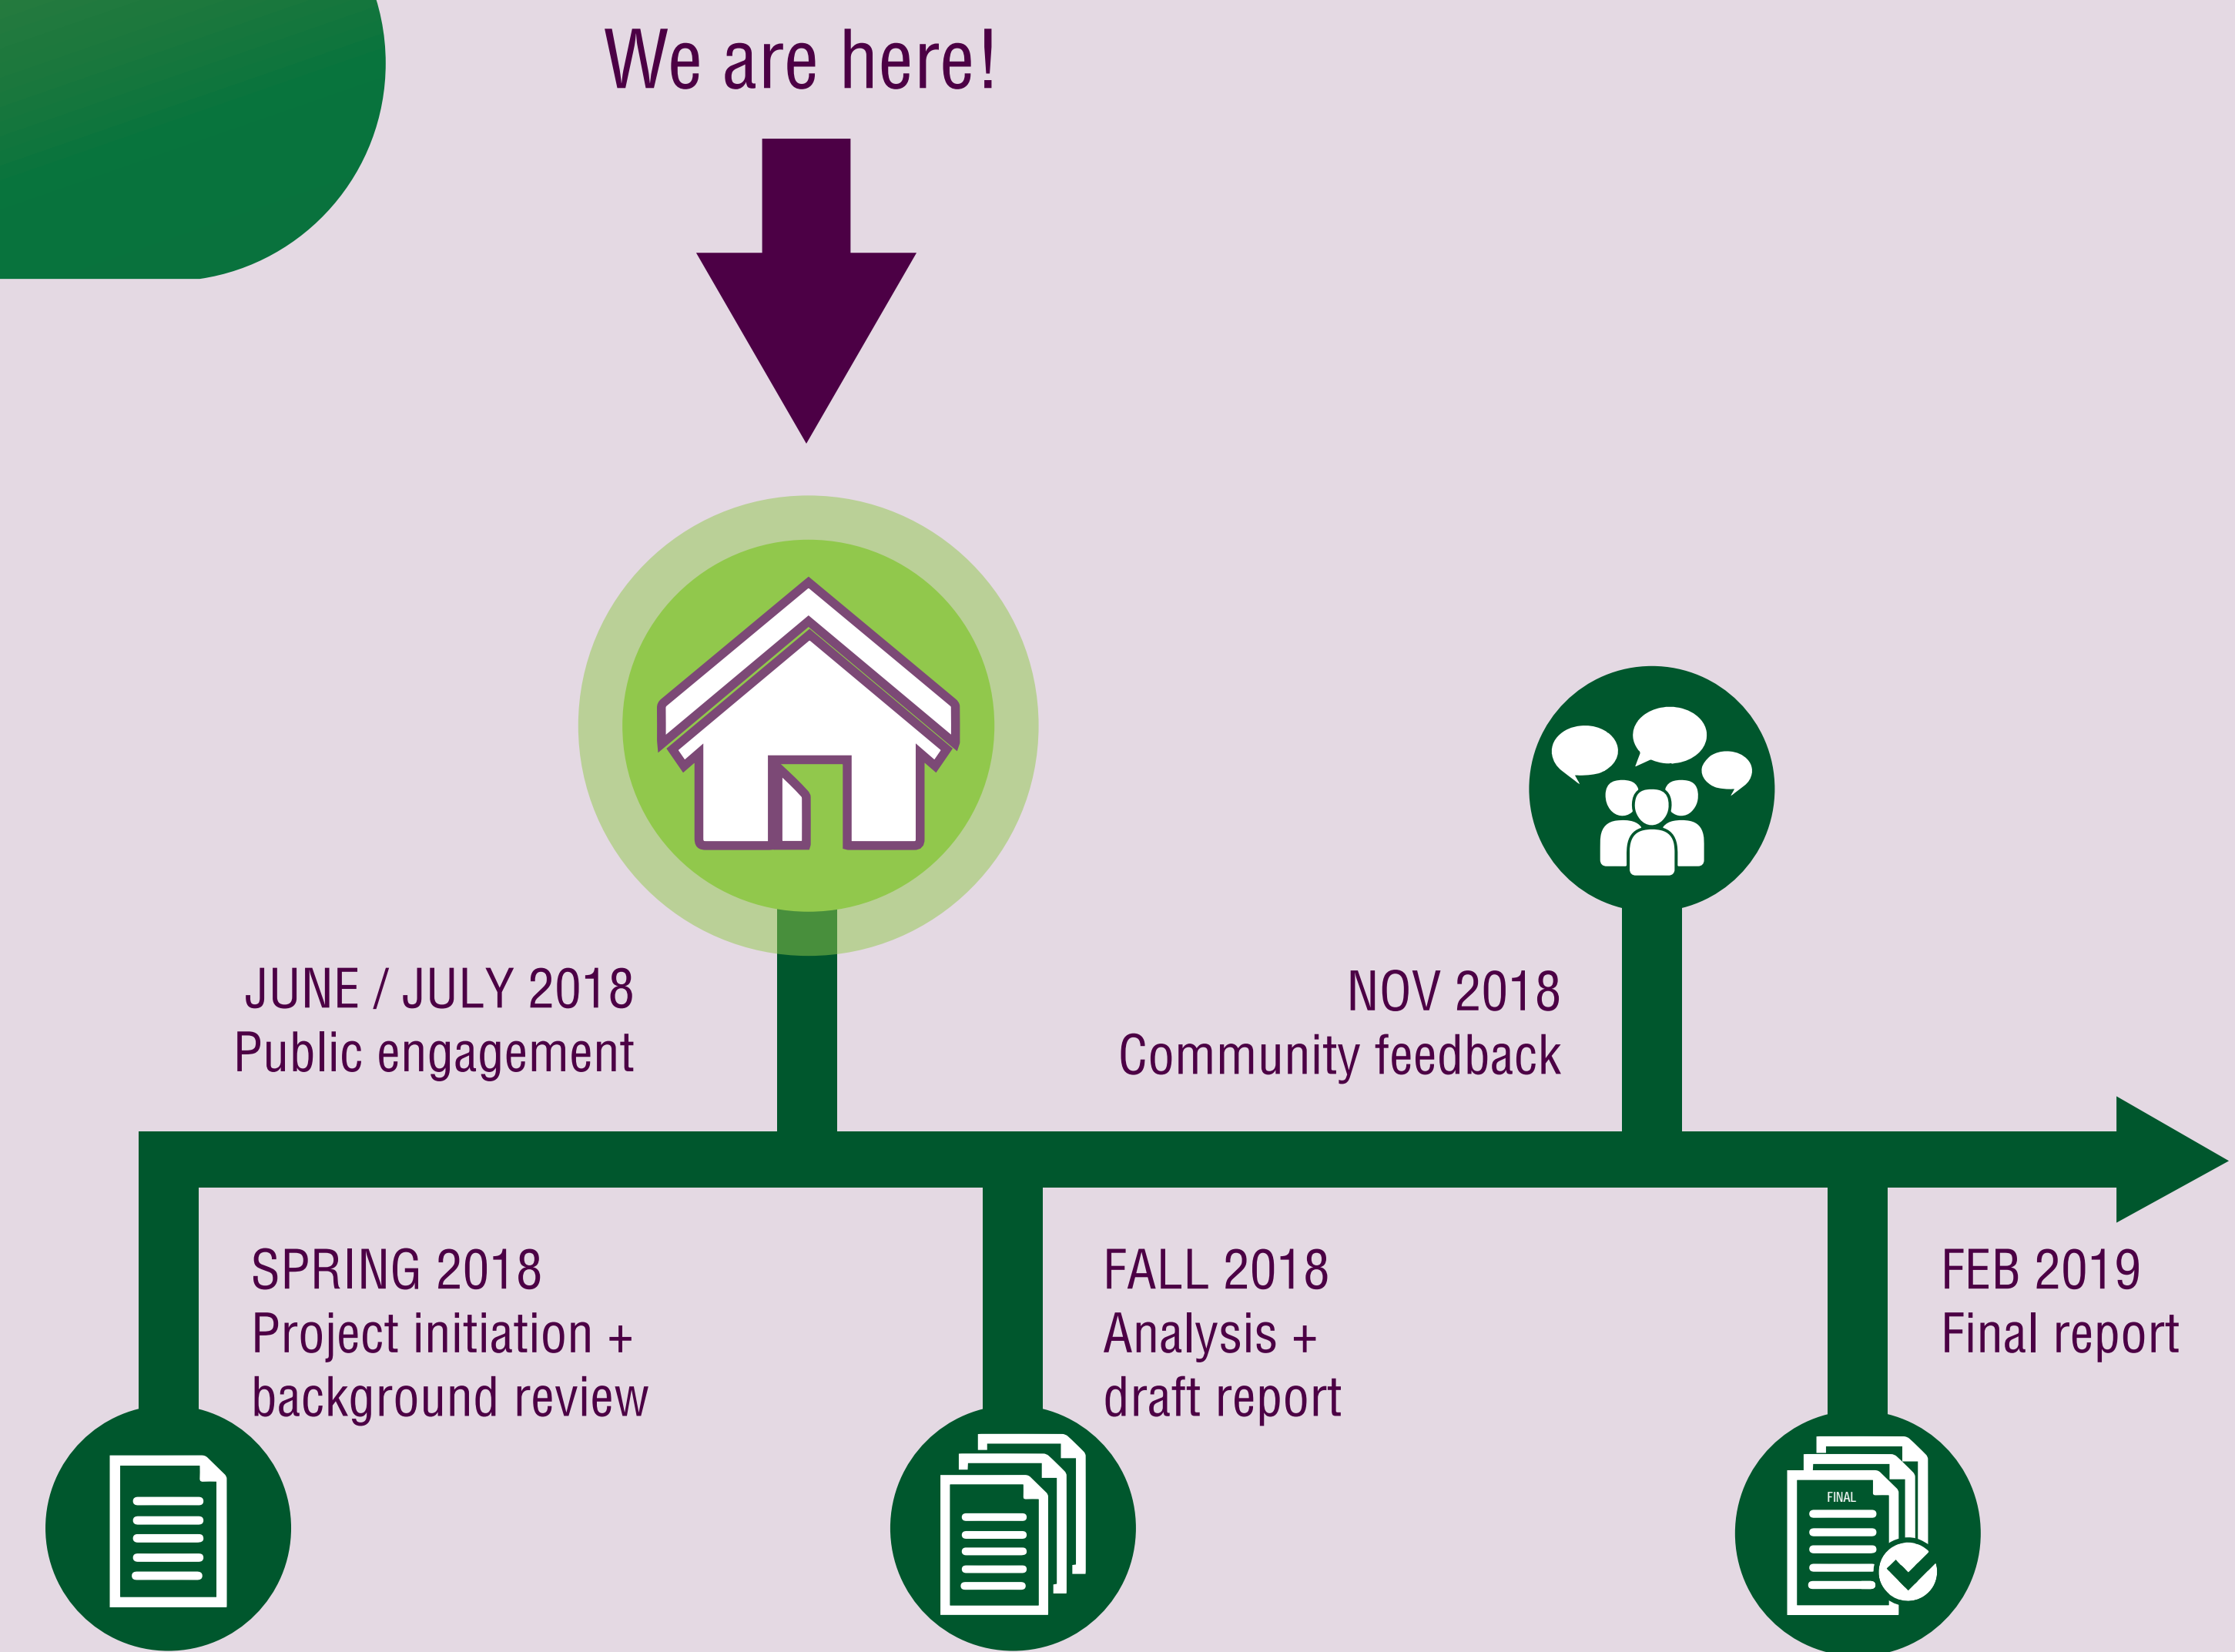 We are here!
JUNE / JULY 2018
Public engagement
NOV 2018
Community feedback
SPRING 2018
Project initiation +
background review
FALL 2018
Analysis +
draft report
FEB 2019
Final report
FINAL